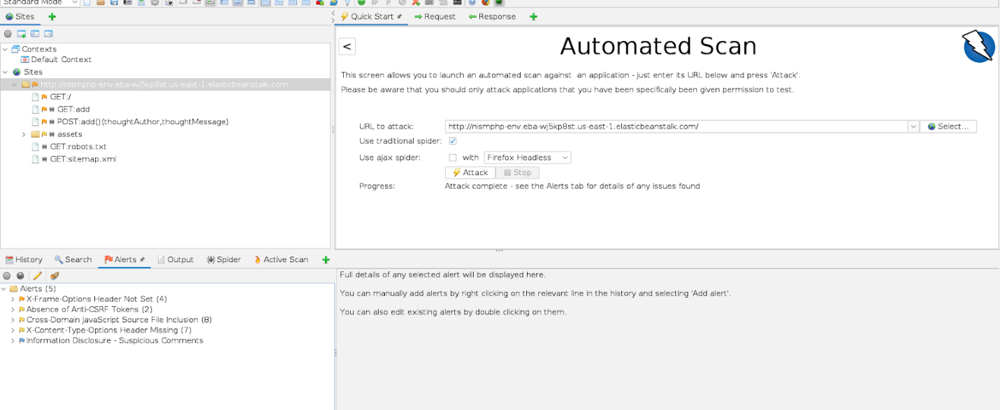 Standard Mode
Sites
Quick Start
Request
Response
Contexts
Default Context
Sites
http://nismphp-env.eba-wj5kp8st.us-east-1.elasticbeanstalk.com
GET:/
GET:add
POST:add(){thoughtAuthor,thoughtMessage)
assets
GET:robots.txt
GET:sitemap.xml
<
Automated Scan
This screen allows you to launch an automated scan against  an application - just enter its URL below and press 'Attack'.
Please be aware that you should only attack applications that you have been specifically been given permission to test.
URL to attack:
http://nismphp-env.eba-wj5kp8st.us-east-1.elasticbeanstalk.com/
Select...
Use traditional spider:
Use ajax spider:
with
Firefox Headless
Attack
Stop
Progress:
Attack complete - see the Alerts tab for details of any issues found
History
Search
Alerts
Output
Spider
Active Scan
Alerts (5)
X-Frame-Options Header Not Set (4)
Absence of Anti-CSRF Tokens (2)
Cross-Domain JavaScript Source File Inclusion (8)
X-Content-Type-Options Header Missing (7)
Information Disclosure - Suspicious Comments
Full details of any selected alert will be displayed here.
You can manually add alerts by right clicking on the relevant line in the history and selecting 'Add alert'.
You can also edit existing alerts by double clicking on them.